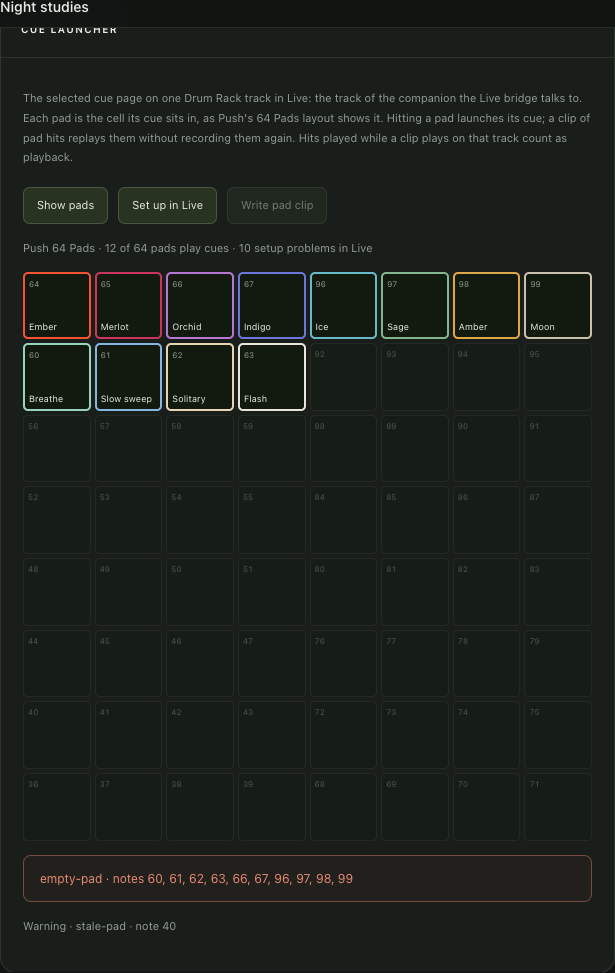 Night studies
CUE LAUNCHER
The selected cue page on one Drum Rack track in Live: the track of the companion the Live bridge talks to.
Each pad is the cell its cue sits in, as Push's 64 Pads layout shows it. Hitting a pad launches its cue; a clip of
pad hits replays them without recording them again. Hits played while a clip plays on that track count as
playback.
Show pads Set up in Live Write pad clip
Push 64 Pads · 12 of 64 pads play cues · 10 setup problems in Live
64 65 66 67 96 97 98 99
Ember Merlot Orchid Indigo Ice Sage Amber Moon
60 61 62 63 92 93 94 95
Breathe Slow sweep Solitary Flash
56 57 58 59 88 89 90 91
52 53 54 55 84 85 86 87
48 49 50 51 80 81 82 83
44 45 46 47 76 77 78 79
40 41 42 43 72 73 74 75
36 37 38 39 68 69 70 71
empty-pad · notes 60, 61, 62, 63, 66, 67, 96, 97, 98, 99
Warning · stale-pad · note 40